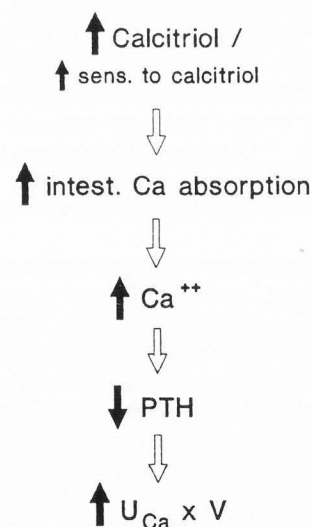 Calcitriol /
sens. to calcitriol
intest. Ca absorption
Ca++
PTH
UCa x V